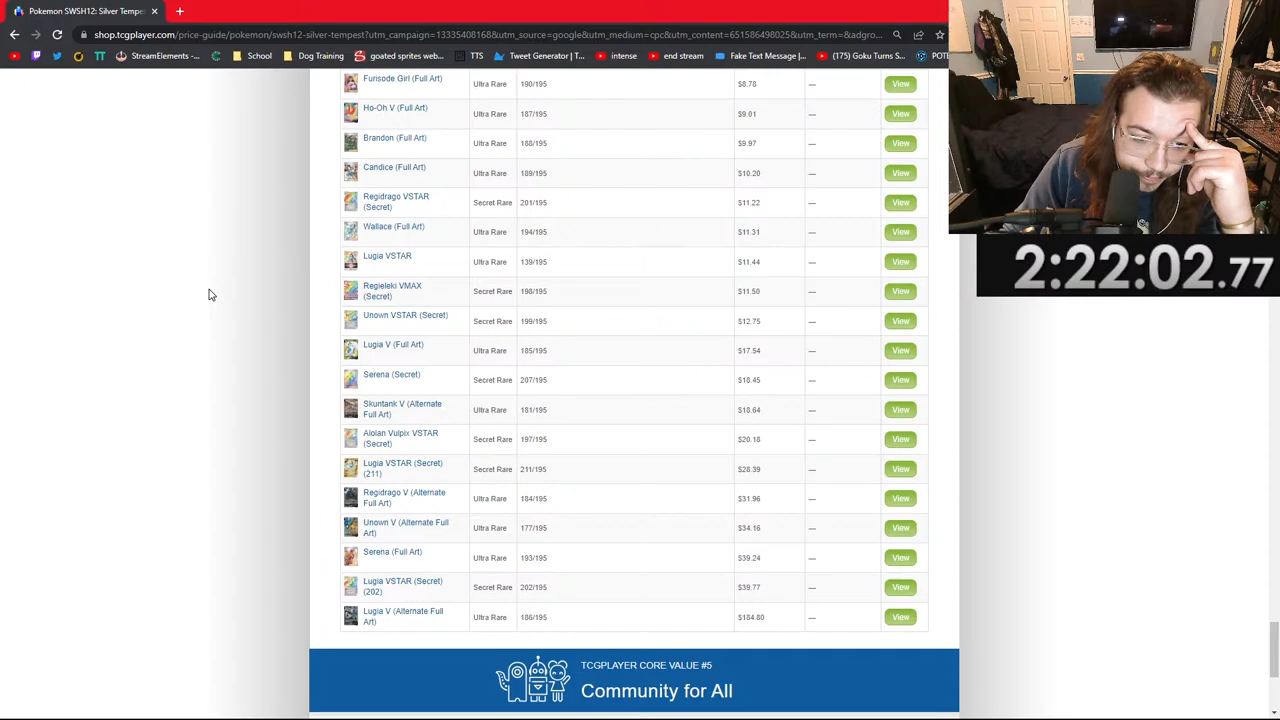 Pokemon SWSH12: Silver Tempes
shop.tcgplayer.com/price-guide/pokemon/swsh12-silver-tempest?utm_campaign=13335408168&utm_source=google&utm_medium=cpc&utm_content=651586498025&utm_term=&adgro...
StreamElements - ... School Dog Training goated sprites web... TTS Tweet Generator | T... intense end stream Fake Text Message |... (175) Goku Turns S... POTE
Furisode Girl (Full Art) Ultra Rare 190/195 $8.78 — View
Ho-Oh V (Full Art) Ultra Rare 187/195 $9.01 — View
Brandon (Full Art) Ultra Rare 188/195 $9.97 — View
Candice (Full Art) Ultra Rare 189/195 $10.20 — View
Regidrago VSTAR
(Secret) Secret Rare 201/195 $11.22 — View
Wallace (Full Art) Ultra Rare 194/195 $11.31 — View
Lugia VSTAR Ultra Rare 139/195 $11.44 — View
Regieleki VMAX
(Secret) Secret Rare 198/195 $11.50 — View
Unown VSTAR (Secret) Secret Rare 199/195 $12.75 — View
Lugia V (Full Art) Ultra Rare 185/195 $17.54 — View
Serena (Secret) Secret Rare 207/195 $18.45 — View
Skuntank V (Alternate
Full Art) Ultra Rare 181/195 $18.64 — View
Alolan Vulpix VSTAR
(Secret) Secret Rare 197/195 $20.18 — View
Lugia VSTAR (Secret)
(211) Secret Rare 211/195 $28.39 — View
Regidrago V (Alternate
Full Art) Ultra Rare 184/195 $31.96 — View
Unown V (Alternate Full
Art) Ultra Rare 177/195 $34.16 — View
Serena (Full Art) Ultra Rare 193/195 $39.24 — View
Lugia VSTAR (Secret)
(202) Secret Rare 202/195 $39.77 — View
Lugia V (Alternate Full
Art) Ultra Rare 186/195 $184.80 — View
TCGPLAYER CORE VALUE #5
Community for All
2:22:02.77